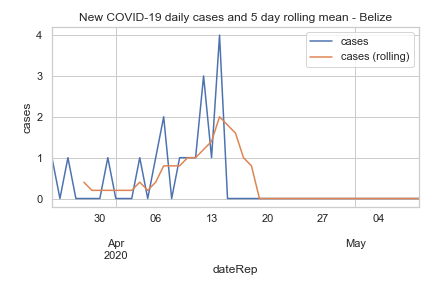 New COVID-19 daily cases and 5 day rolling mean - Belize
cases
cases (rolling)
cases
4
3
2
1
0
30
06
13
20
27
04
Apr
2020
May
dateRep